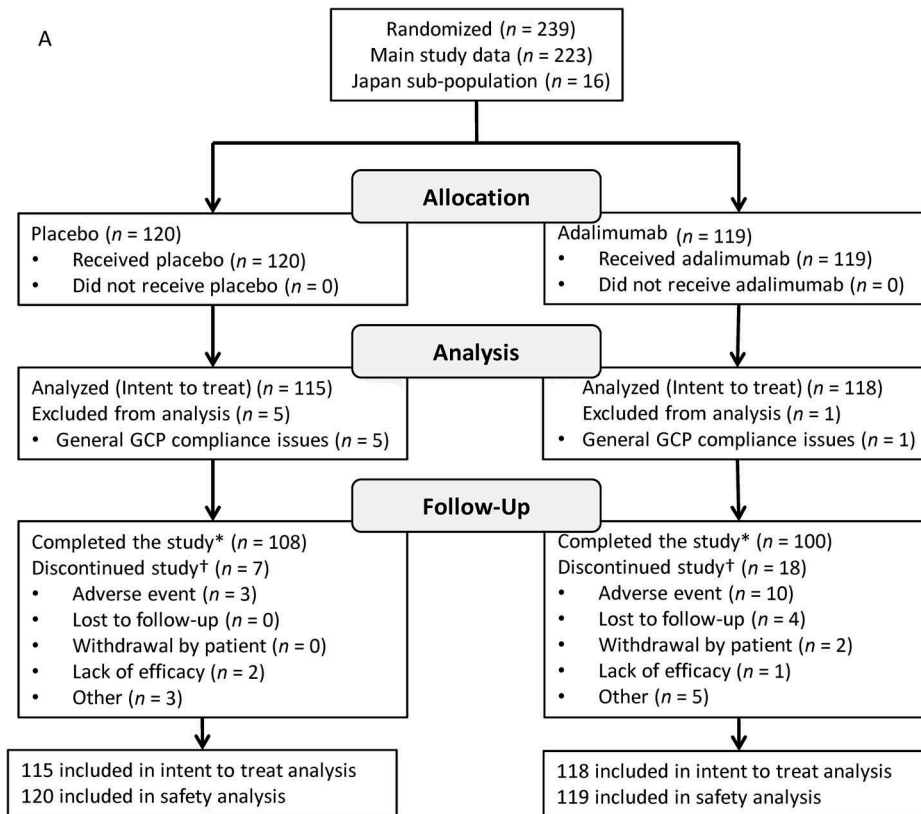 A
Randomized (n = 239)
Main study data (n = 223)
Japan sub-population (n = 16)
Allocation
Placebo (n = 120)
• Received placebo (n = 120)
• Did not receive placebo (n = 0)
Adalimumab (n = 119)
• Received adalimumab (n = 119)
• Did not receive adalimumab (n = 0)
Analysis
Analyzed (Intent to treat) (n = 115)
Excluded from analysis (n = 5)
• General GCP compliance issues (n = 5)
Analyzed (Intent to treat) (n = 118)
Excluded from analysis (n = 1)
• General GCP compliance issues (n = 1)
Follow-Up
Completed the study* (n = 108)
Discontinued study† (n = 7)
• Adverse event (n = 3)
• Lost to follow-up (n = 0)
• Withdrawal by patient (n = 0)
• Lack of efficacy (n = 2)
• Other (n = 3)
Completed the study* (n = 100)
Discontinued study† (n = 18)
• Adverse event (n = 10)
• Lost to follow-up (n = 4)
• Withdrawal by patient (n = 2)
• Lack of efficacy (n = 1)
• Other (n = 5)
115 included in intent to treat analysis
120 included in safety analysis
118 included in intent to treat analysis
119 included in safety analysis